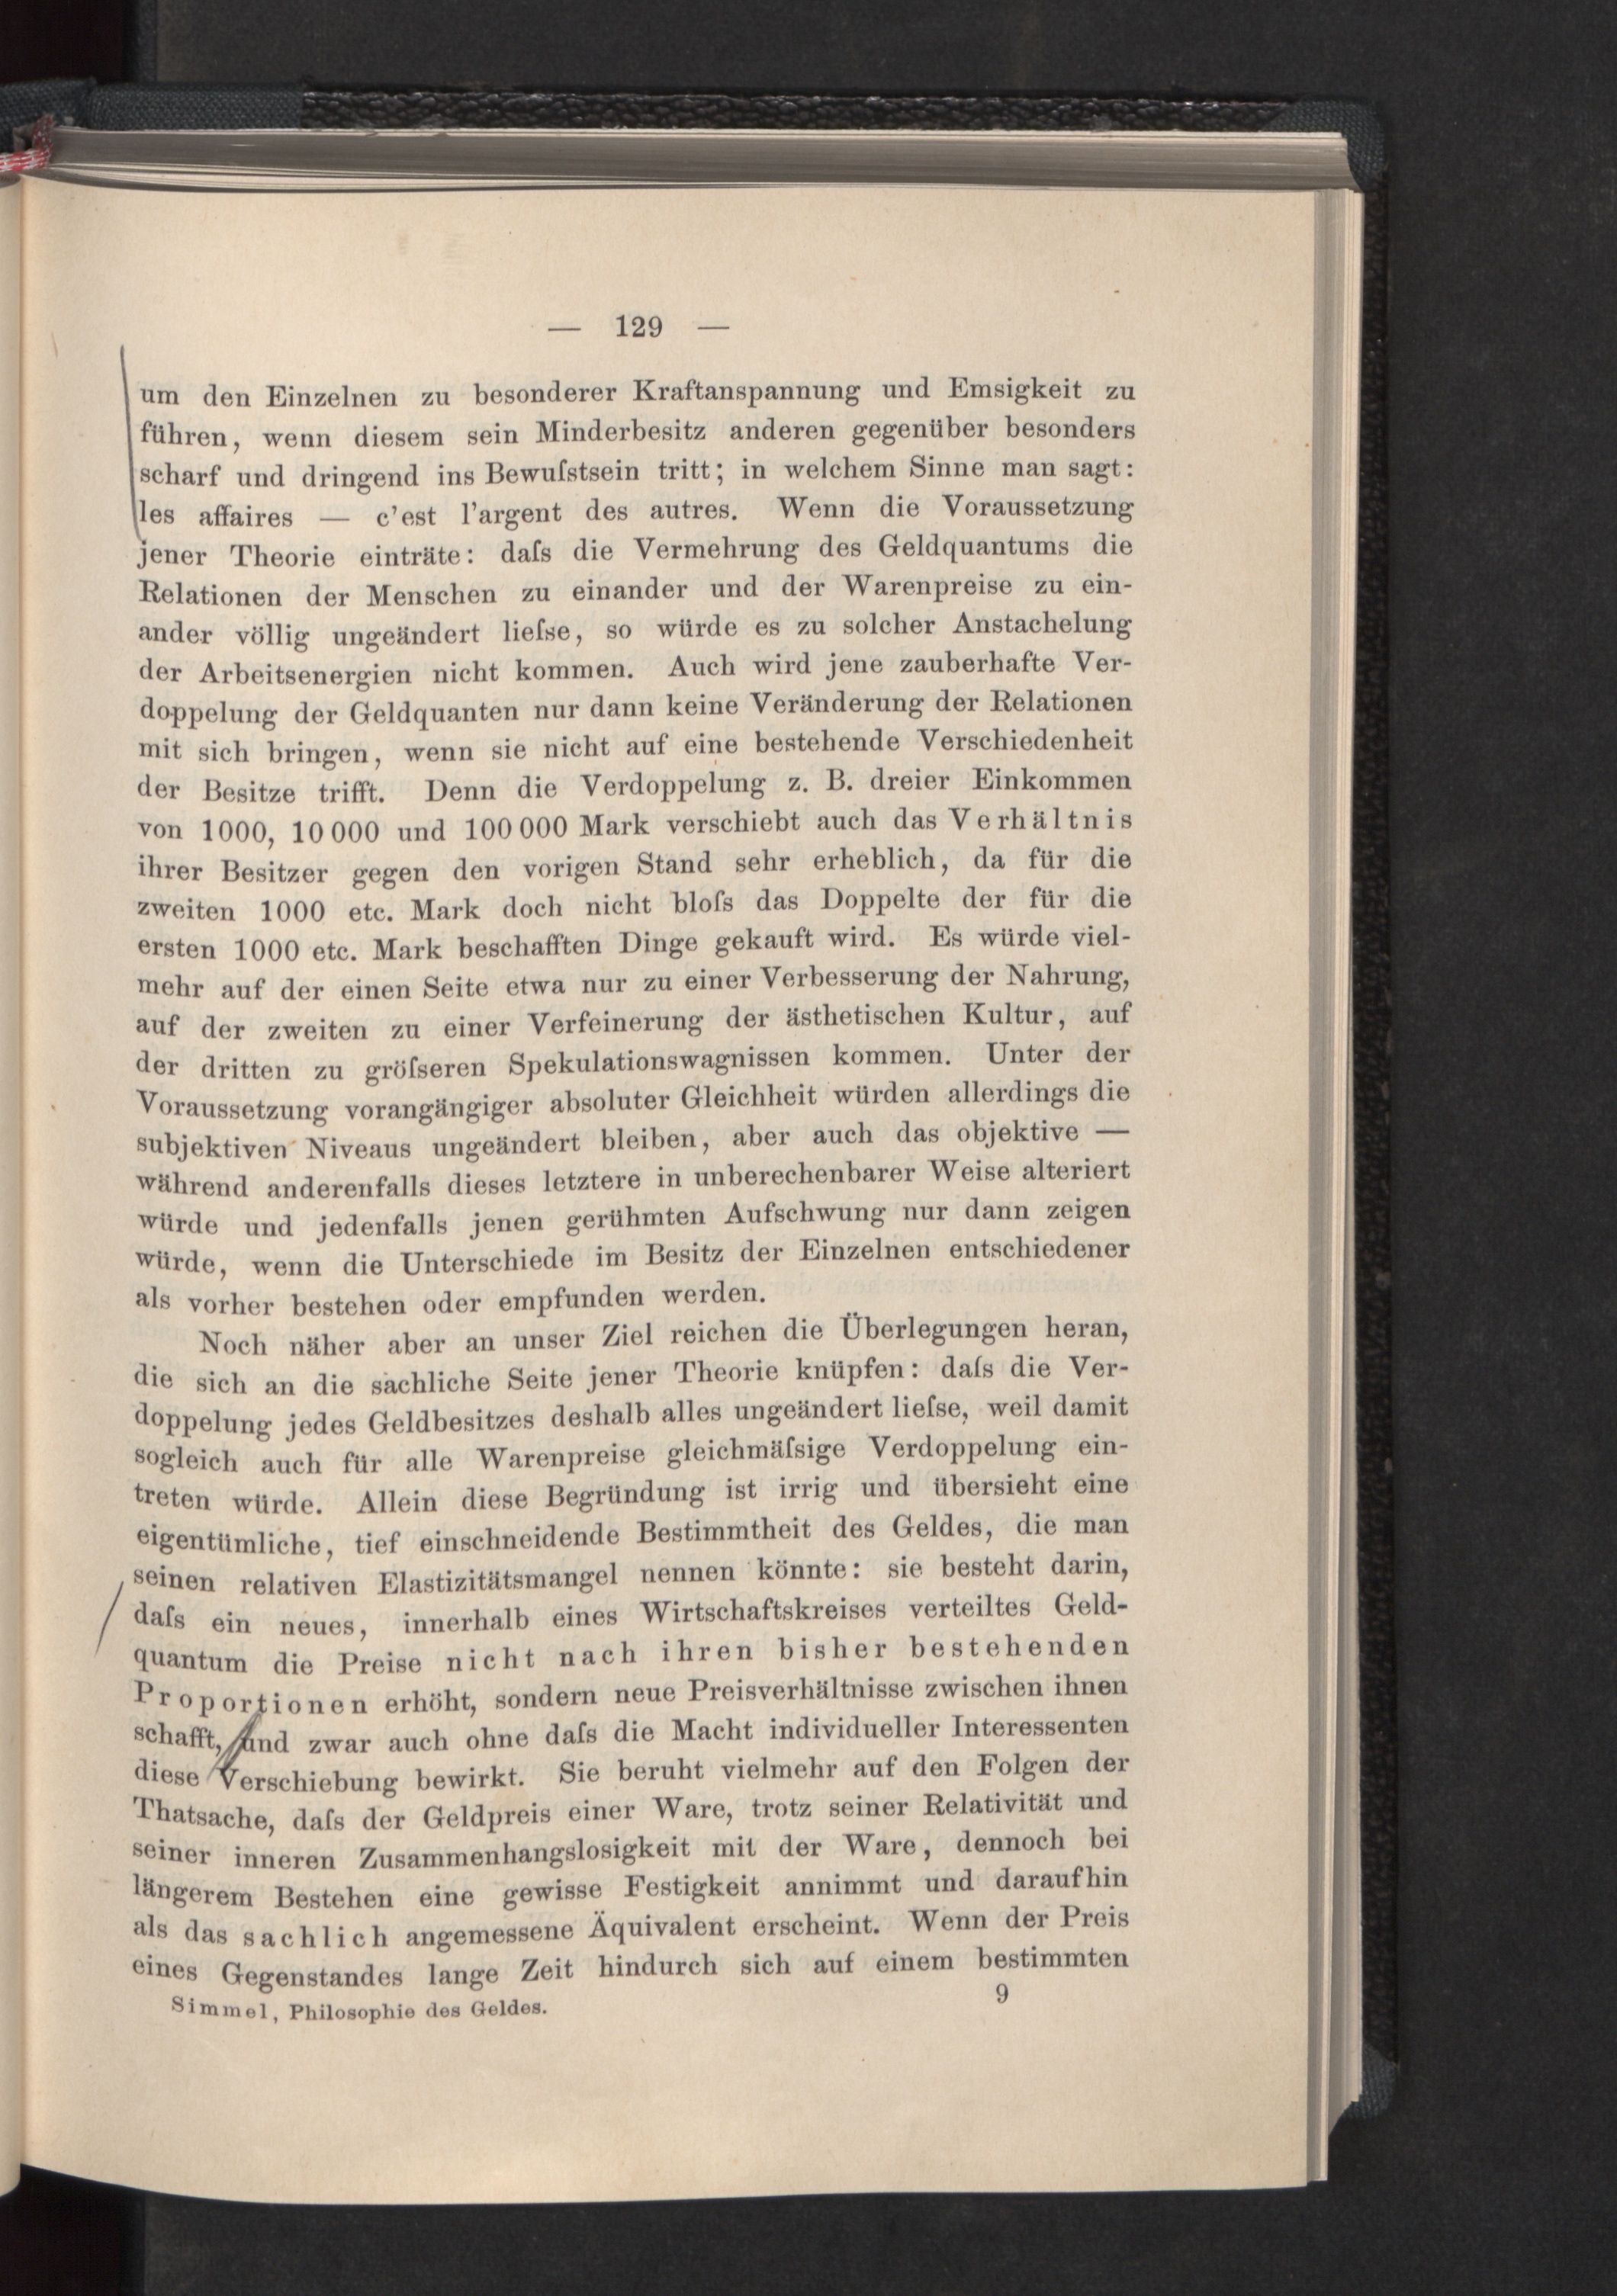 — 129 —
um den Einzelnen zu besonderer Kraftanspannung und Emsigkeit zu
führen, wenn diesem sein Minderbesitz anderen gegenüber besonders
scharf und dringend ins Bewuſstsein tritt; in welchem Sinne man sagt:
les affaires — c'est l'argent des autres. Wenn die Voraussetzung
jener Theorie einträte: daſs die Vermehrung des Geldquantums die
Relationen der Menschen zu einander und der Warenpreise zu ein-
ander völlig ungeändert lieſse, so würde es zu solcher Anstachelung
der Arbeitsenergien nicht kommen. Auch wird jene zauberhafte Ver-
doppelung der Geldquanten nur dann keine Veränderung der Relationen
mit sich bringen, wenn sie nicht auf eine bestehende Verschiedenheit
der Besitze trifft. Denn die Verdoppelung z. B. dreier Einkommen
von 1000, 10 000 und 100 000 Mark verschiebt auch das Verhältnis
ihrer Besitzer gegen den vorigen Stand sehr erheblich, da für die
zweiten 1000 etc. Mark doch nicht bloſs das Doppelte der für die
ersten 1000 etc. Mark beschafften Dinge gekauft wird. Es würde viel-
mehr auf der einen Seite etwa nur zu einer Verbesserung der Nahrung,
auf der zweiten zu einer Verfeinerung der ästhetischen Kultur, auf
der dritten zu gröſseren Spekulationswagnissen kommen. Unter der
Voraussetzung vorangängiger absoluter Gleichheit würden allerdings die
subjektiven Niveaus ungeändert bleiben, aber auch das objektive —
während anderenfalls dieses letztere in unberechenbarer Weise alteriert
würde und jedenfalls jenen gerühmten Aufschwung nur dann zeigen
würde, wenn die Unterschiede im Besitz der Einzelnen entschiedener
als vorher bestehen oder empfunden werden.
Noch näher aber an unser Ziel reichen die Überlegungen heran,
die sich an die sachliche Seite jener Theorie knüpfen: daſs die Ver-
doppelung jedes Geldbesitzes deshalb alles ungeändert lieſse, weil damit
sogleich auch für alle Warenpreise gleichmäſsige Verdoppelung ein-
treten würde. Allein diese Begründung ist irrig und übersieht eine
eigentümliche, tief einschneidende Bestimmtheit des Geldes, die man
seinen relativen Elastizitätsmangel nennen könnte: sie besteht darin,
daſs ein neues, innerhalb eines Wirtschaftskreises verteiltes Geld-
quantum die Preise nicht nach ihren bisher bestehenden
Proportionen erhöht, sondern neue Preisverhältnisse zwischen ihnen
schafft, und zwar auch ohne daſs die Macht individueller Interessenten
diese Verschiebung bewirkt. Sie beruht vielmehr auf den Folgen der
Thatsache, daſs der Geldpreis einer Ware, trotz seiner Relativität und
seiner inneren Zusammenhangslosigkeit mit der Ware, dennoch bei
längerem Bestehen eine gewisse Festigkeit annimmt und daraufhin
als das sachlich angemessene Äquivalent erscheint. Wenn der Preis
eines Gegenstandes lange Zeit hindurch sich auf einem bestimmten
Simmel, Philosophie des Geldes. 9